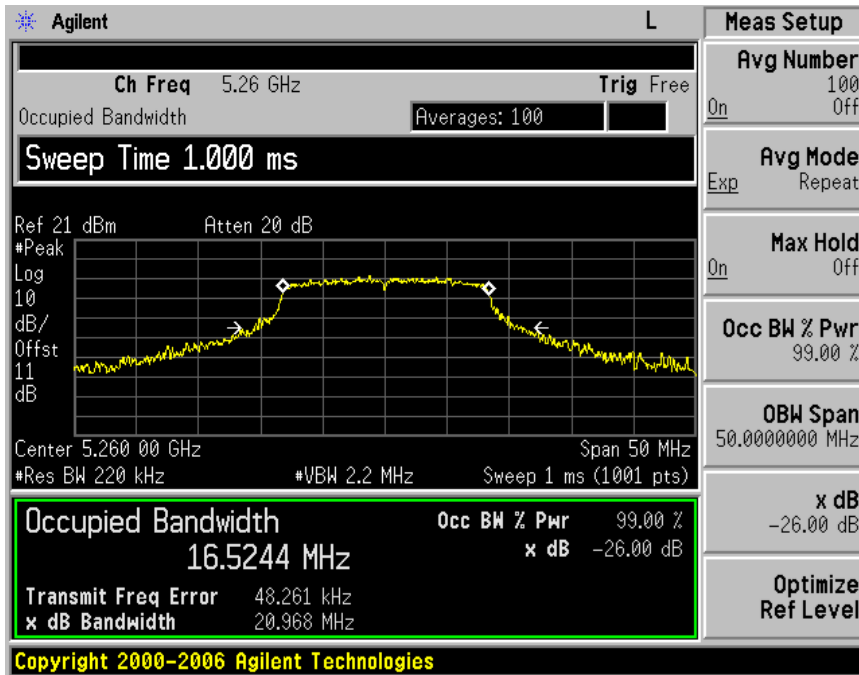 Agilent L
Ch Freq 5.26 GHz Trig Free
Occupied Bandwidth Averages: 100
Sweep Time 1.000 ms
Ref 21 dBm Atten 20 dB
#Peak
Log
10
dB/
Offst
11
dB
Center 5.260 00 GHz Span 50 MHz
#Res BW 220 kHz #VBW 2.2 MHz Sweep 1 ms (1001 pts)
Occupied Bandwidth Occ BW % Pwr 99.00 %
16.5244 MHz x dB -26.00 dB
Transmit Freq Error 48.261 kHz
x dB Bandwidth 20.968 MHz
Copyright 2000-2006 Agilent Technologies
Meas Setup
Avg Number
100
On Off
Avg Mode
Exp Repeat
Max Hold
On Off
Occ BW % Pwr
99.00 %
OBW Span
50.0000000 MHz
x dB
-26.00 dB
Optimize
Ref Level